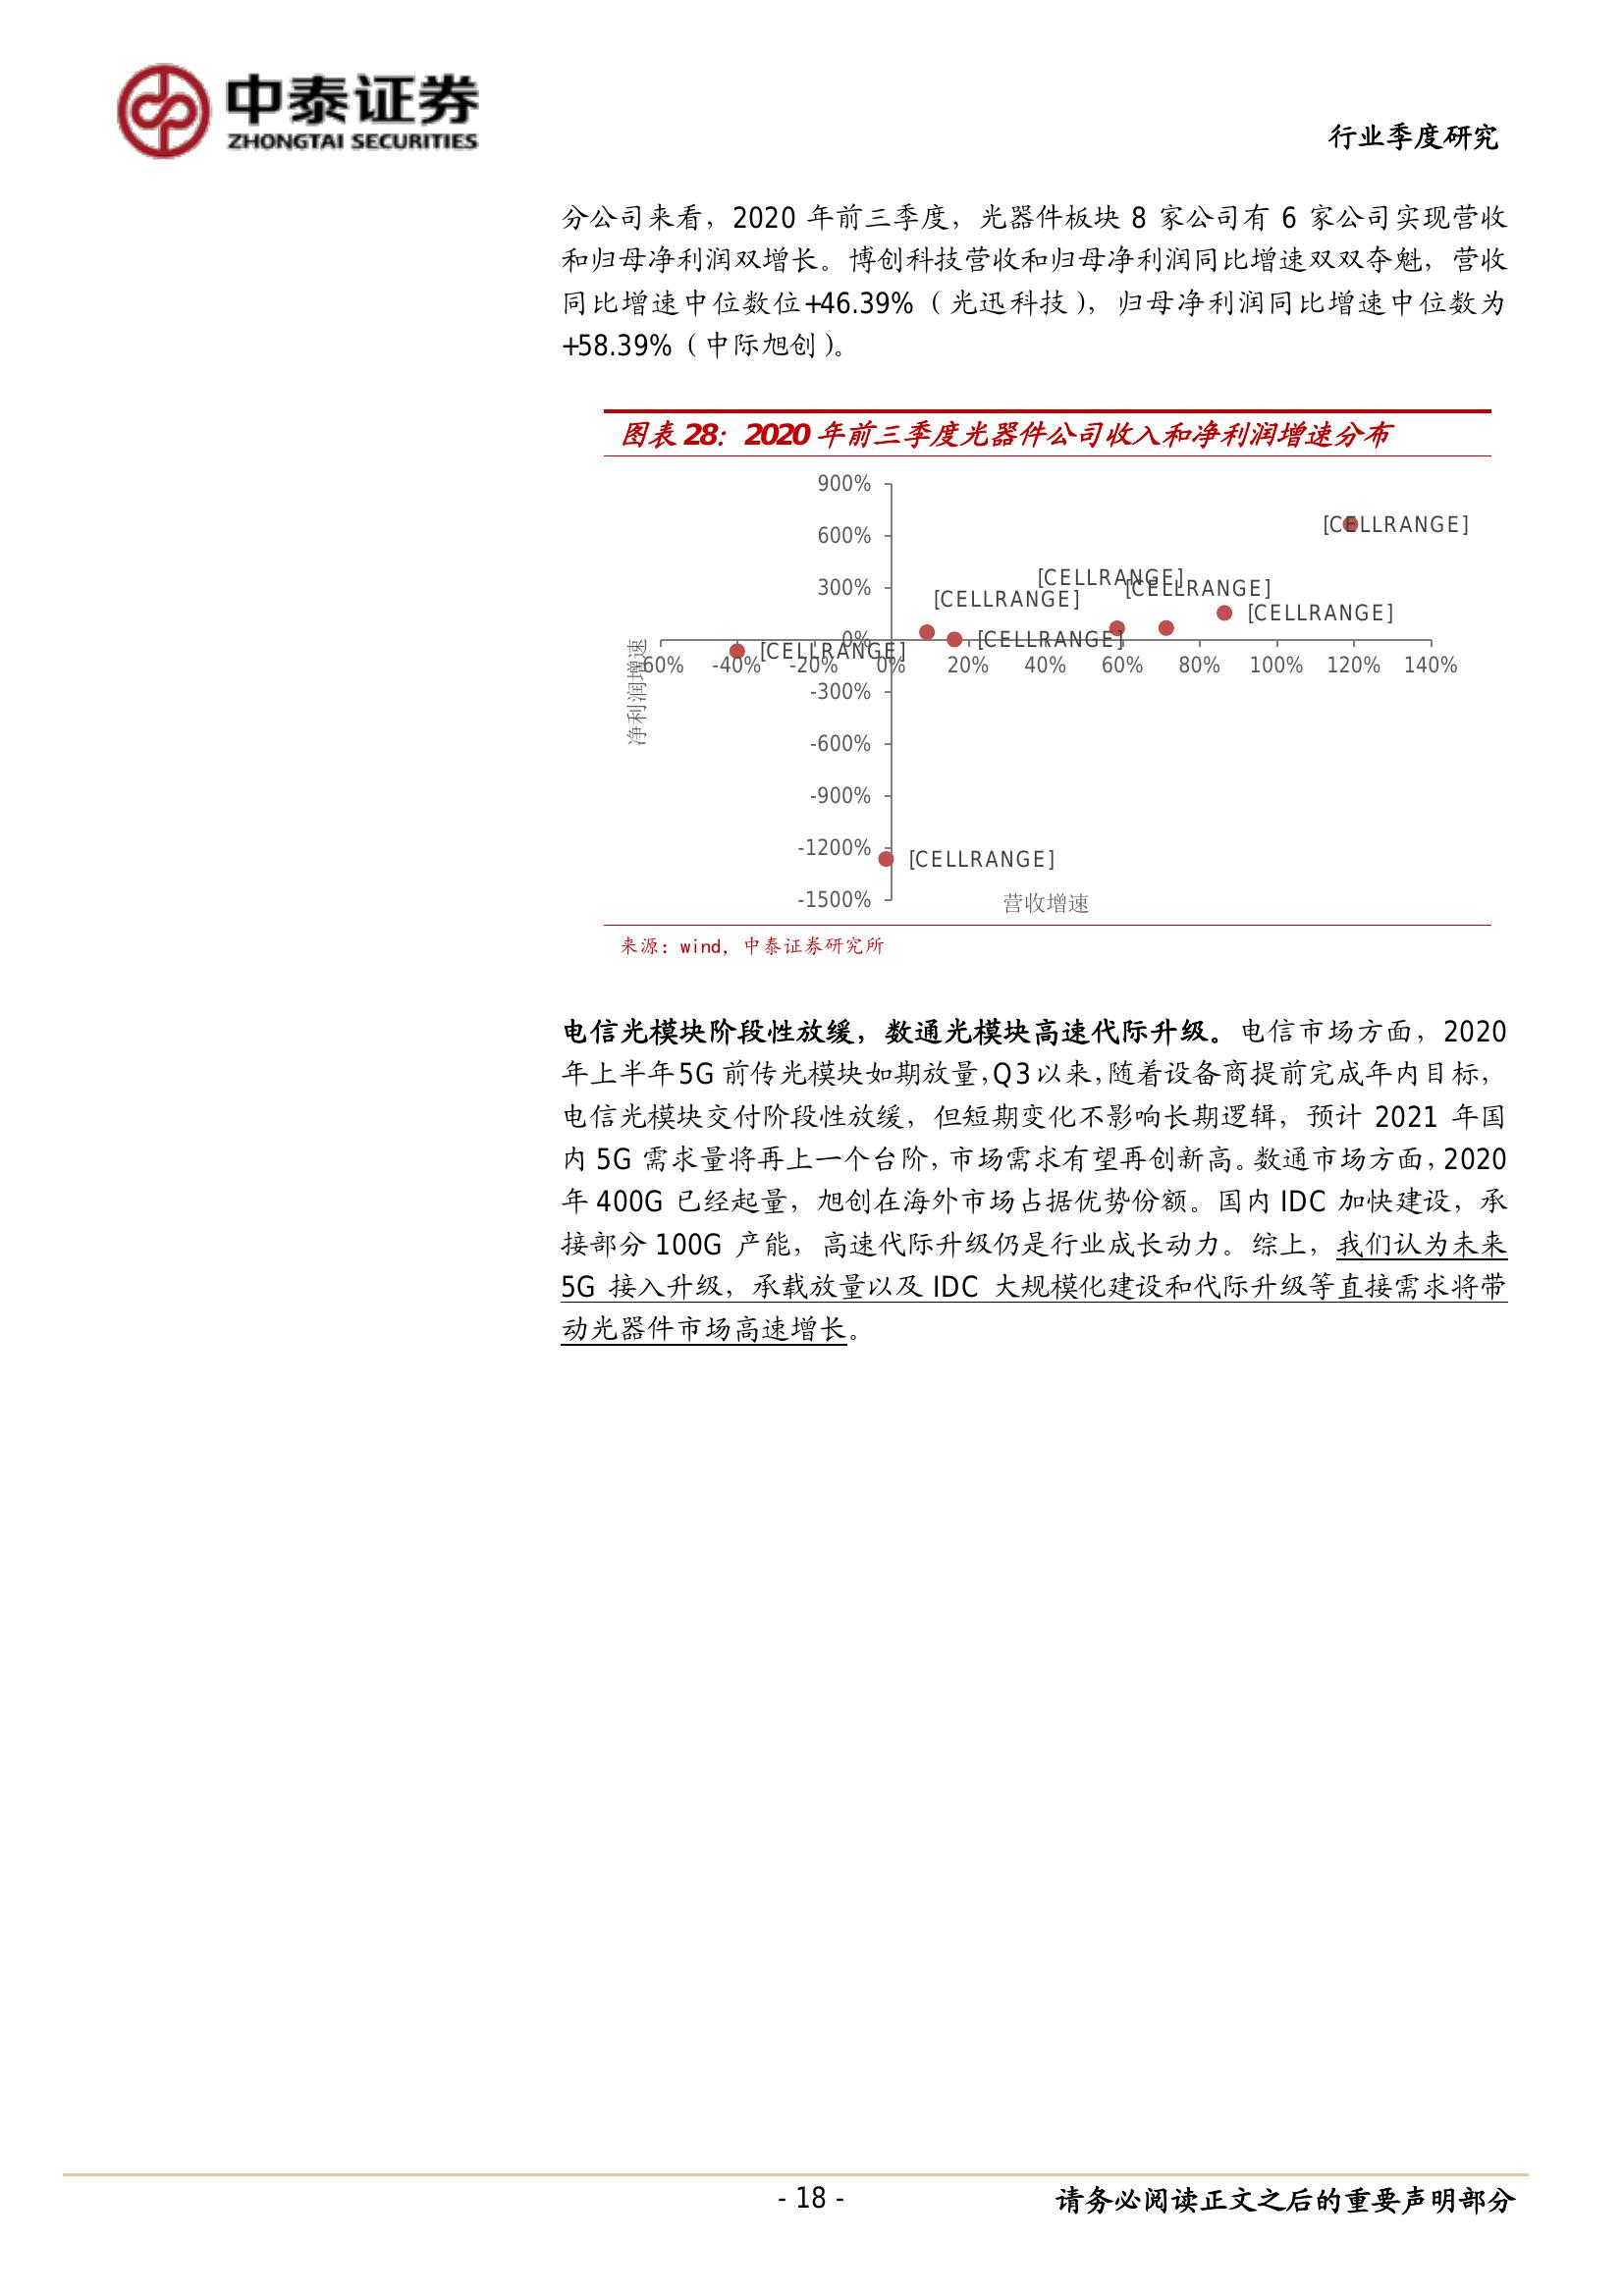 中泰证券
ZHONGTAI SECURITIES
行业季度研究
分公司来看，2020 年前三季度，光器件板块 8 家公司有 6 家公司实现营收
和归母净利润双增长。博创科技营收和归母净利润同比增速双双夺魁，营收
同比增速中位数位+46.39%（光迅科技），归母净利润同比增速中位数为
+58.39%（中际旭创）。
图表 28：2020 年前三季度光器件公司收入和净利润增速分布
900%
[CELLRANGE]
600%
[CELLRANGE]
300%
[CELLRANGE]
[CELLRANGE]
[CELLRANGE]
0%
[CELLRANGE]
[CELLRANGE]
-60%
-40%
-20%
0%
20%
40%
60%
80%
100%
120%
140%
净利润增速
-300%
-600%
-900%
-1200%
[CELLRANGE]
-1500%
营收增速
来源：wind，中泰证券研究所
电信光模块阶段性放缓，数通光模块高速代际升级。电信市场方面，2020
年上半年5G 前传光模块如期放量，Q3 以来，随着设备商提前完成年内目标，
电信光模块交付阶段性放缓，但短期变化不影响长期逻辑，预计 2021 年国
内 5G 需求量将再上一个台阶，市场需求有望再创新高。数通市场方面，2020
年 400G 已经起量，旭创在海外市场占据优势份额。国内 IDC 加快建设，承
接部分 100G 产能，高速代际升级仍是行业成长动力。综上，我们认为未来
5G 接入升级，承载放量以及 IDC 大规模化建设和代际升级等直接需求将带
动光器件市场高速增长。
- 18 -
请务必阅读正文之后的重要声明部分